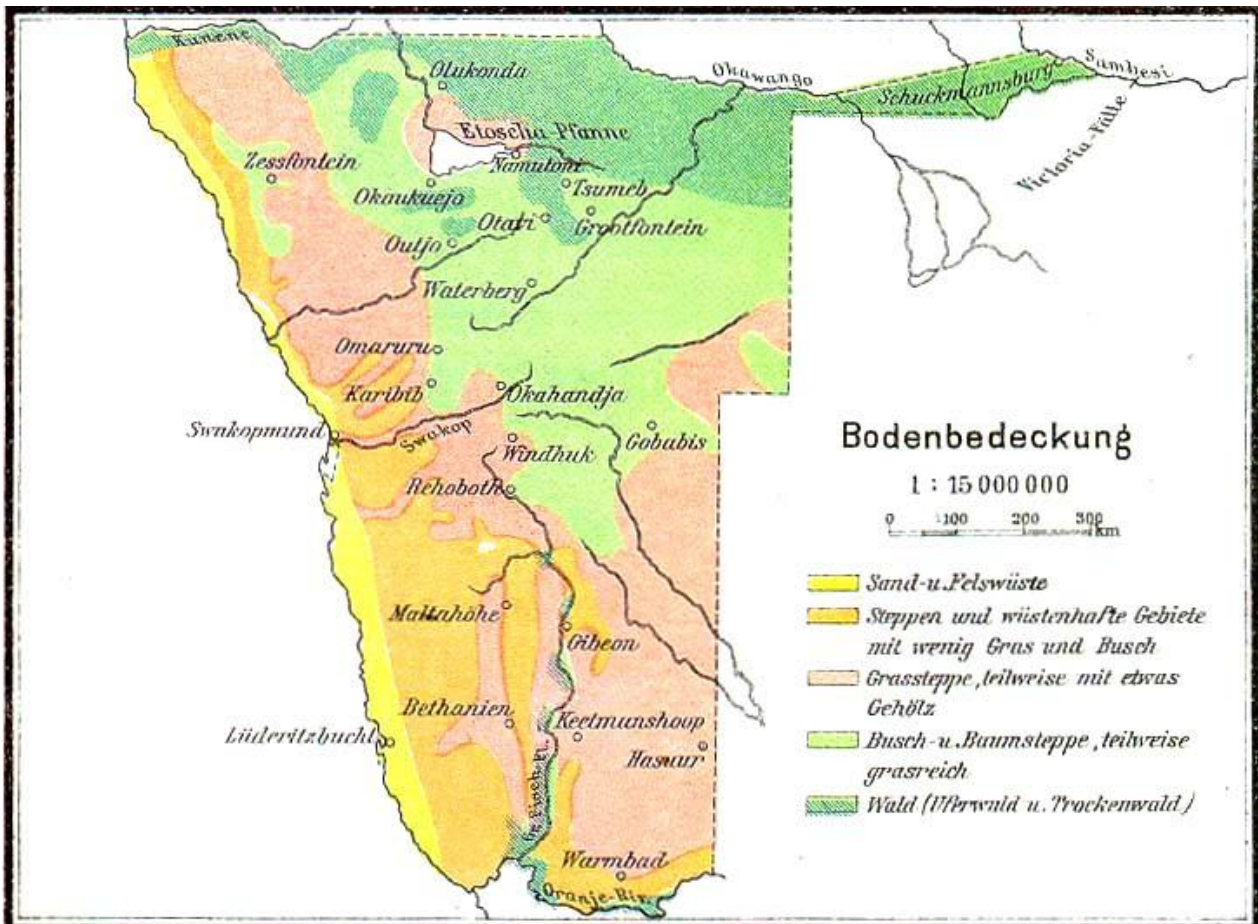 Kunene
Olukonda
Okawango
Sambesi
Schuckmannsburg
Etoscha-Pfanne
Victoria-Fälle
Zessfontein
Namutoni
Okaukuejo
Tsumeb
Otavi
Grootfontein
Outjo
Waterberg
Omaruru
Karibib
Okahandja
Swakopmund
Swakop
Windhuk
Gobabis
Rehoboth
Bodenbedeckung
1 : 15 000 000
0 100 200 300 km
Sand- u. Felswüste
Steppen und wüstenhafte Gebiete
mit wenig Gras und Busch
Grassteppe, teilweise mit etwas
Gehölz
Busch- u. Baumsteppe, teilweise
grasreich
Wald (Uferwald u. Trockenwald)
Maltahöhe
Gibeon
Bethanien
Keetmanshoop
Lüderitzbucht
Hasuur
Gr. Fisch-Fl.
Warmbad
Oranje-Riv.